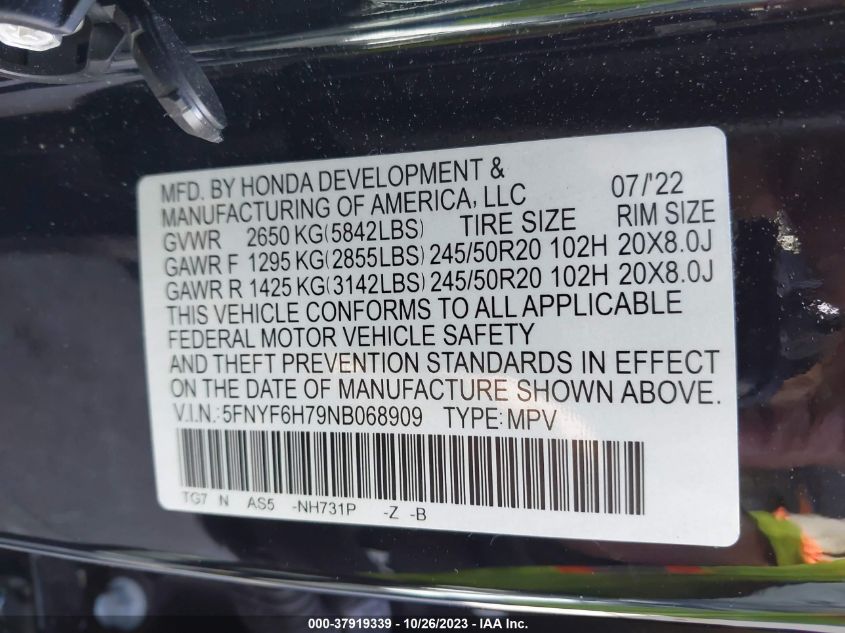 MFD. BY HONDA DEVELOPMENT &
MANUFACTURING OF AMERICA, LLC 07/'22
GVWR 2650 KG(5842LBS) TIRE SIZE RIM SIZE
GAWR F 1295 KG(2855LBS) 245/50R20 102H 20X8.0J
GAWR R 1425 KG(3142LBS) 245/50R20 102H 20X8.0J
THIS VEHICLE CONFORMS TO ALL APPLICABLE
FEDERAL MOTOR VEHICLE SAFETY
AND THEFT PREVENTION STANDARDS IN EFFECT
ON THE DATE OF MANUFACTURE SHOWN ABOVE.
V.I.N.:5FNYF6H79NB068909 TYPE:MPV
TG7 N AS5 -NH731P -Z -B
000-37919339 - 10/26/2023 - IAA Inc.